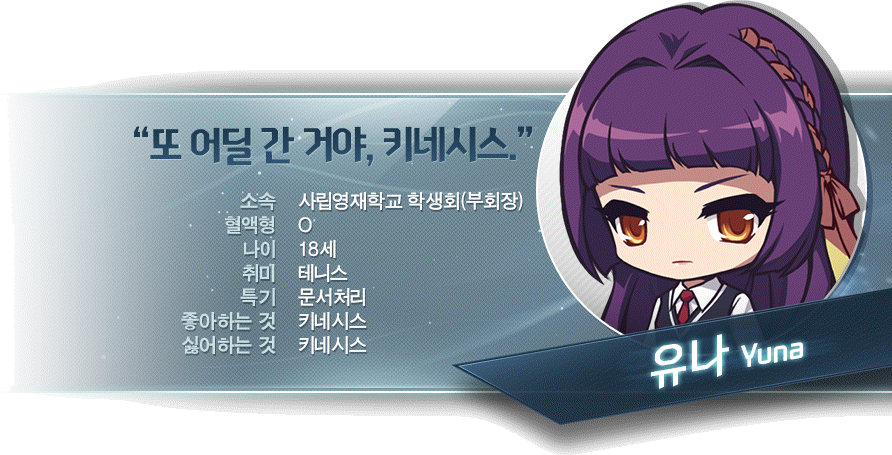 “또 어딜 간 거야, 키네시스.”
소속 사립영재학교 학생회(부회장)
혈액형 O
나이 18세
취미 테니스
특기 문서처리
좋아하는 것 키네시스
싫어하는 것 키네시스
유나 Yuna